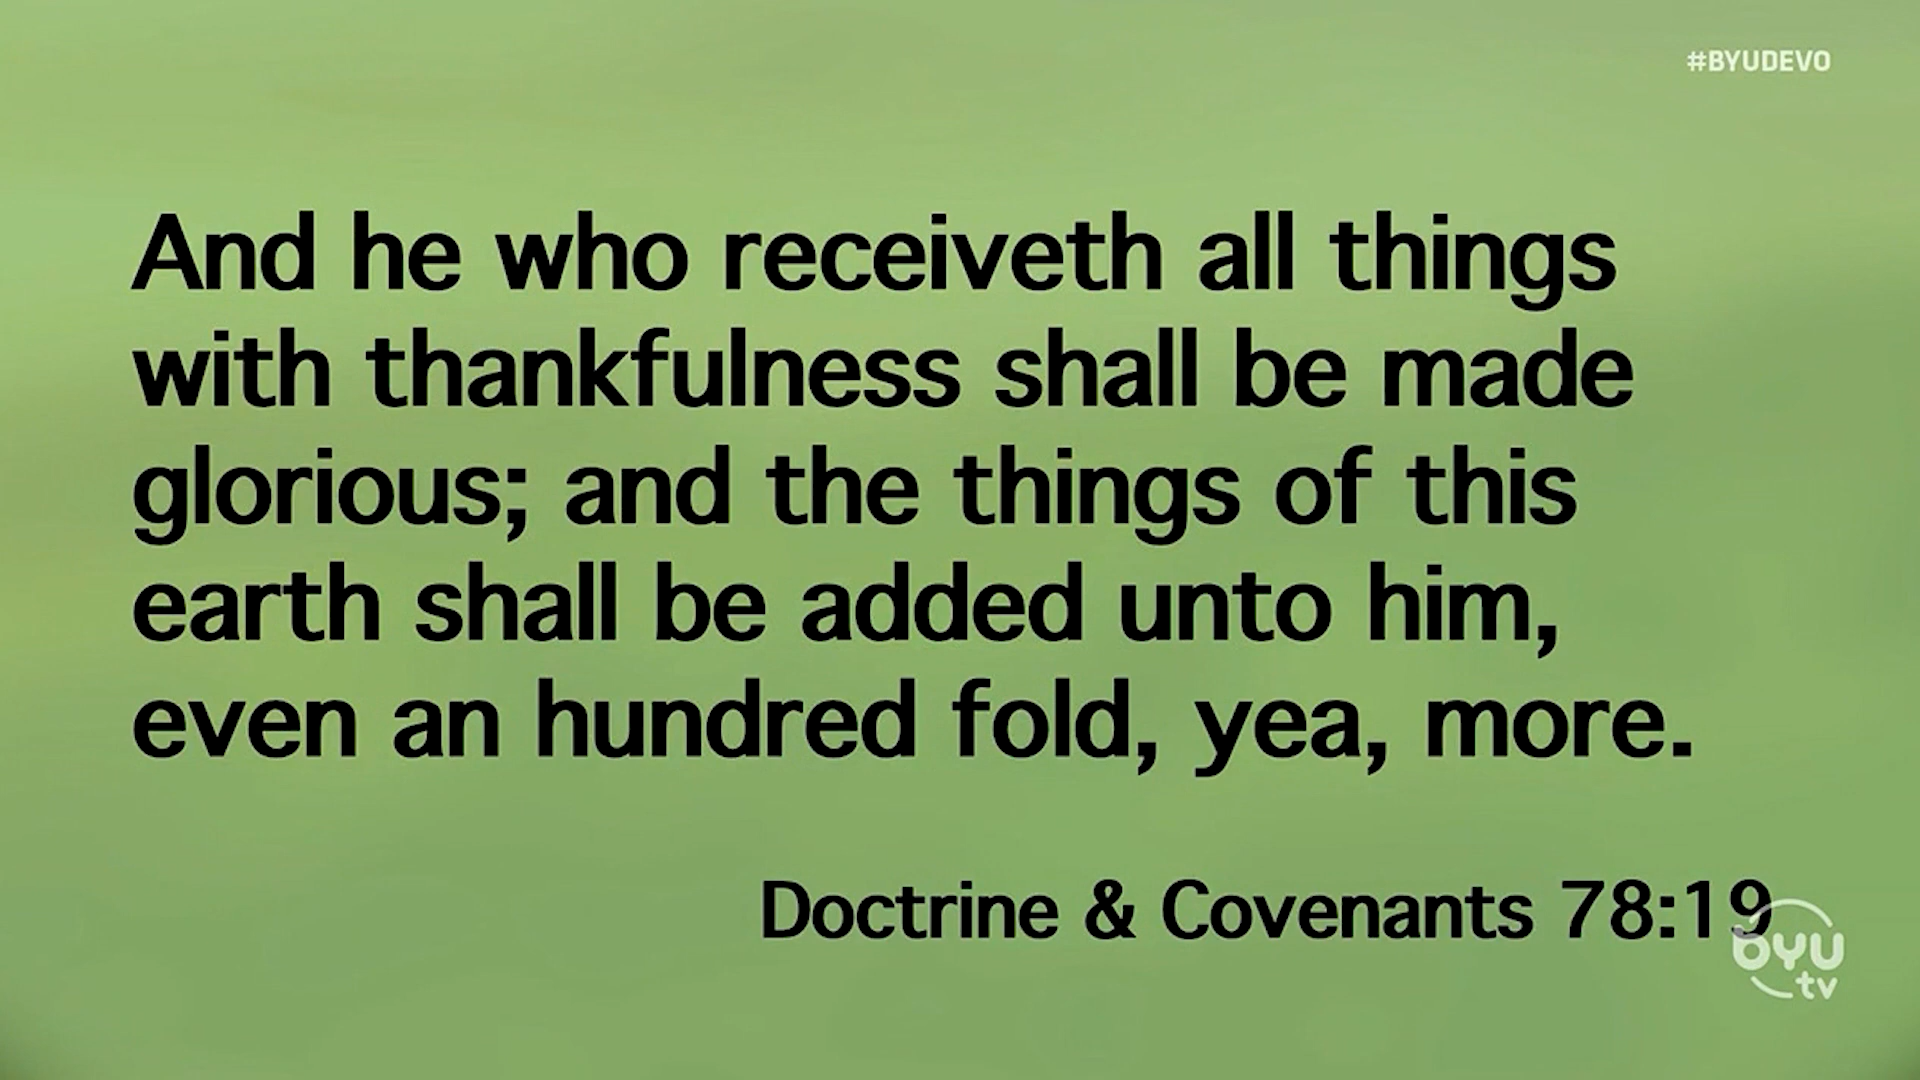 #BYUDEVO
And he who receiveth all things
with thankfulness shall be made
glorious; and the things of this
earth shall be added unto him,
even an hundred fold, yea, more.
Doctrine & Covenants 78:19
BYU
tv